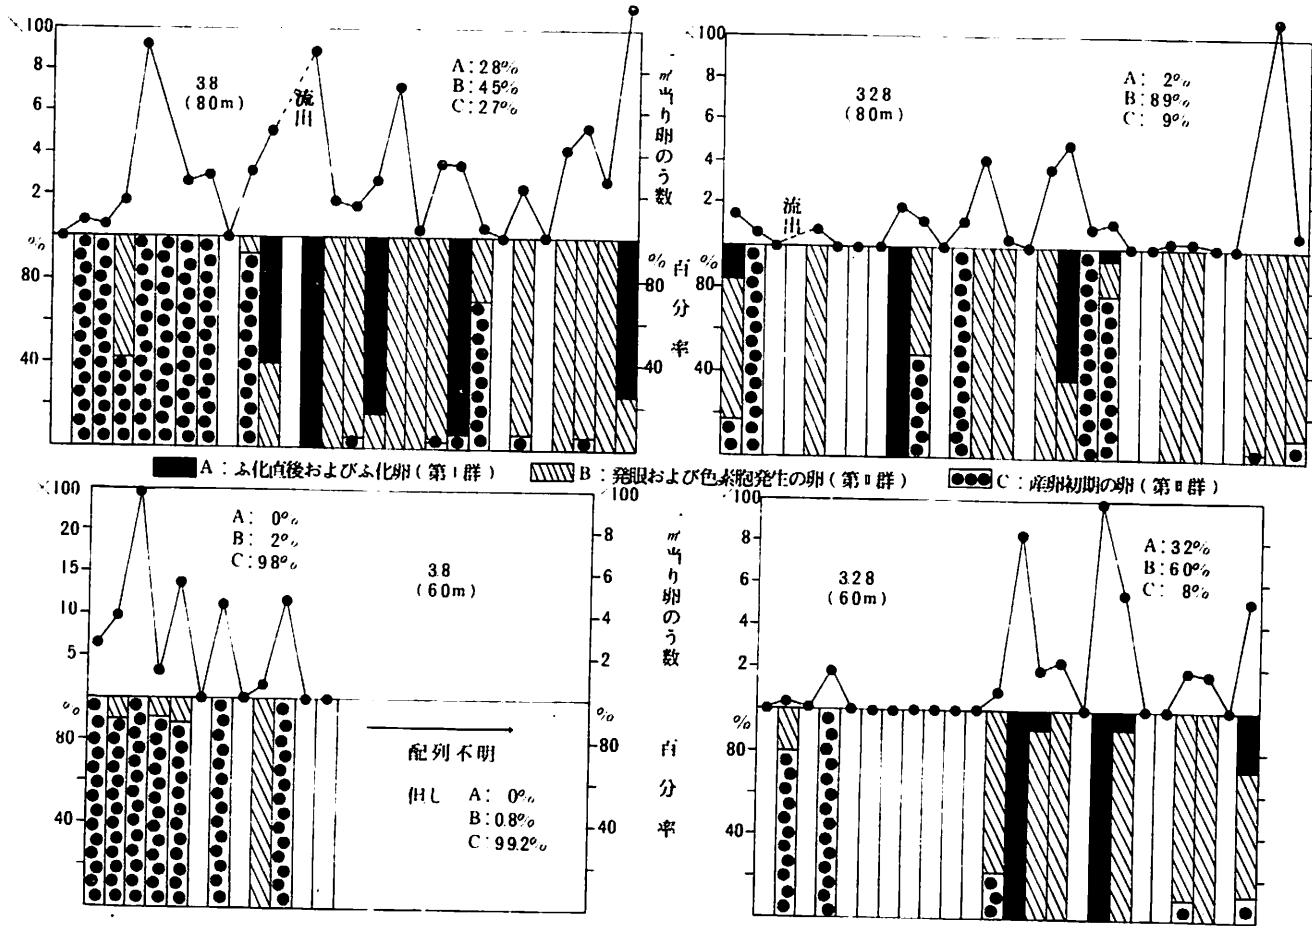 ×100
8
6
4
2
38
(80m)
流出
A:28%
B:45%
C:27%
㎡当り卵のう数
%
80
40
%
80
40
百分率
×100
8
6
4
2
328
(80m)
流出
A: 2%
B:89%
C: 9%
%
80
40
A:ふ化直後およびふ化卵(第Ⅰ群)
B:発眼および色素胞発生の卵(第Ⅱ群)
C:産卵初期の卵(第Ⅲ群)
×100
20
15
10
5
A: 0%
B: 2%
C:98%
38
(60m)
×100
8
6
4
2
㎡当り卵のう数
%
80
40
配列不明
但し A: 0%
B:0.8%
C:99.2%
%
80
40
百分率
×100
8
6
4
2
328
(60m)
A:32%
B:60%
C: 8%
%
80
40